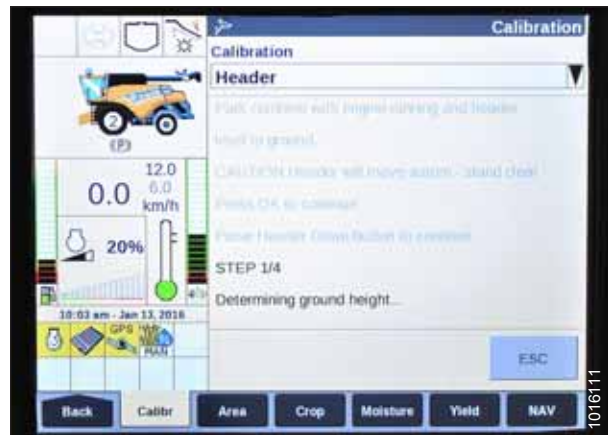 Calibration
Calibration
Header
Park combine with engine running and header
level to ground.
CAUTION Header will move autom - stand clear
Press OK to continue
Press Header Down Button to continue
STEP 1/4
Determining ground height...
ESC
2
(P)
12.0
0.0
6.0
km/h
20%
10:03 am - Jan 13, 2016
GPS
MAN
Back
Calibr
Area
Crop
Moisture
Yield
NAV
1016111